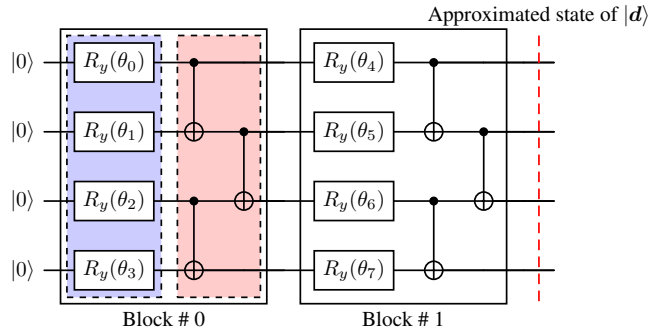 Approximated state of |d⟩
|0⟩ R_y(θ_0) R_y(θ_4)
|0⟩ R_y(θ_1) R_y(θ_5)
|0⟩ R_y(θ_2) R_y(θ_6)
|0⟩ R_y(θ_3) R_y(θ_7)
Block # 0 Block # 1